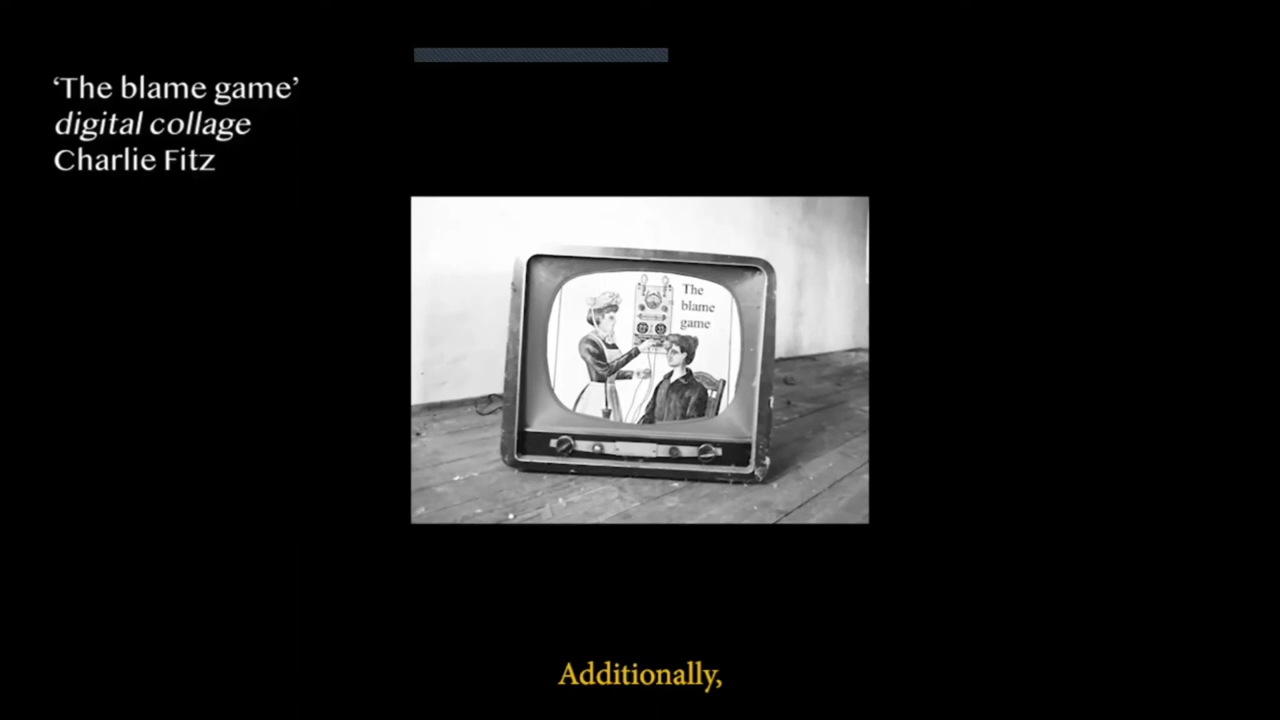 ‘The blame game’
digital collage
Charlie Fitz
The
blame
game
Additionally,